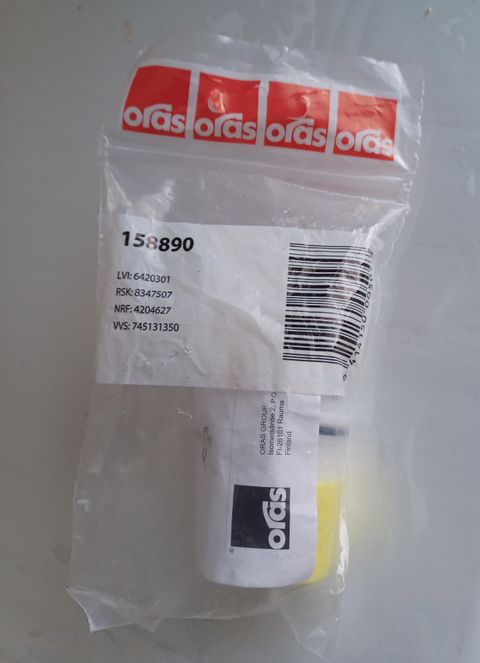 oras oras oras oras
158890
LVI: 6420301
RSK: 8347507
NRF: 4204627
VVS: 745131350
ORAS GROUP
Isometsäntie 2, P.O
FI-26101 Rauma
Finland
oras
®